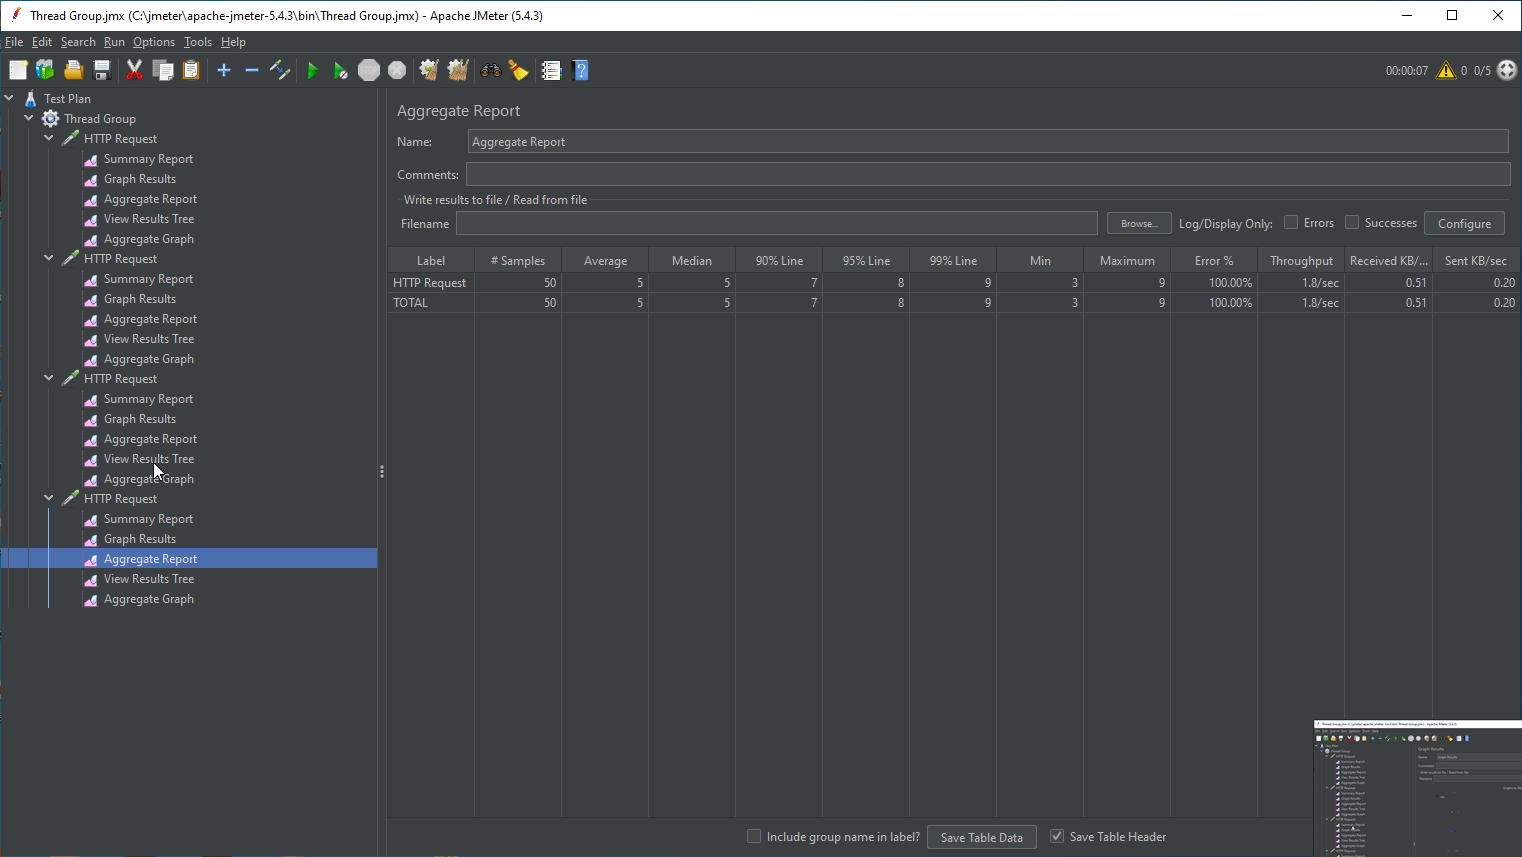 Thread Group.jmx (C:\jmeter\apache-jmeter-5.4.3\bin\Thread Group.jmx) - Apache JMeter (5.4.3)
File Edit Search Run Options Tools Help
STOP
00:00:07 0 0/5
Test Plan
Thread Group
HTTP Request
Summary Report
Graph Results
Aggregate Report
View Results Tree
Aggregate Graph
HTTP Request
Summary Report
Graph Results
Aggregate Report
View Results Tree
Aggregate Graph
HTTP Request
Summary Report
Graph Results
Aggregate Report
View Results Tree
Aggregate Graph
HTTP Request
Summary Report
Graph Results
Aggregate Report
View Results Tree
Aggregate Graph
Aggregate Report
Name: Aggregate Report
Comments:
Write results to file / Read from file
Filename Browse... Log/Display Only: Errors Successes Configure
Label # Samples Average Median 90% Line 95% Line 99% Line Min Maximum Error % Throughput Received KB/... Sent KB/sec
HTTP Request 50 5 5 7 8 9 3 9 100.00% 1.8/sec 0.51 0.20
TOTAL 50 5 5 7 8 9 3 9 100.00% 1.8/sec 0.51 0.20
Include group name in label? Save Table Data Save Table Header